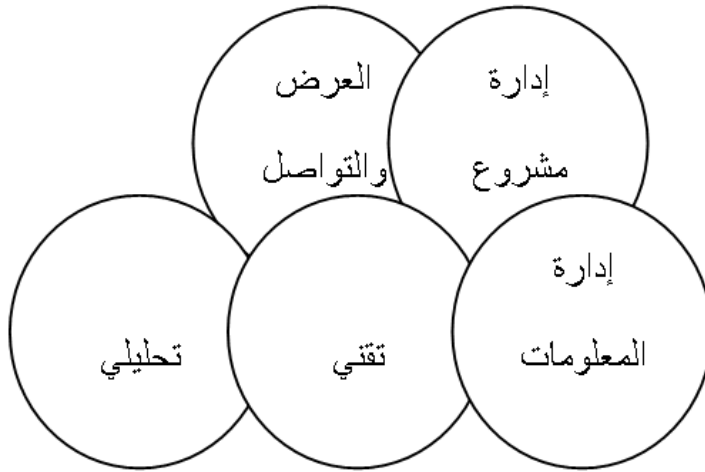 إدارة
مشروع
العرض
والتواصل
إدارة
المعلومات
تقني
تحليلي